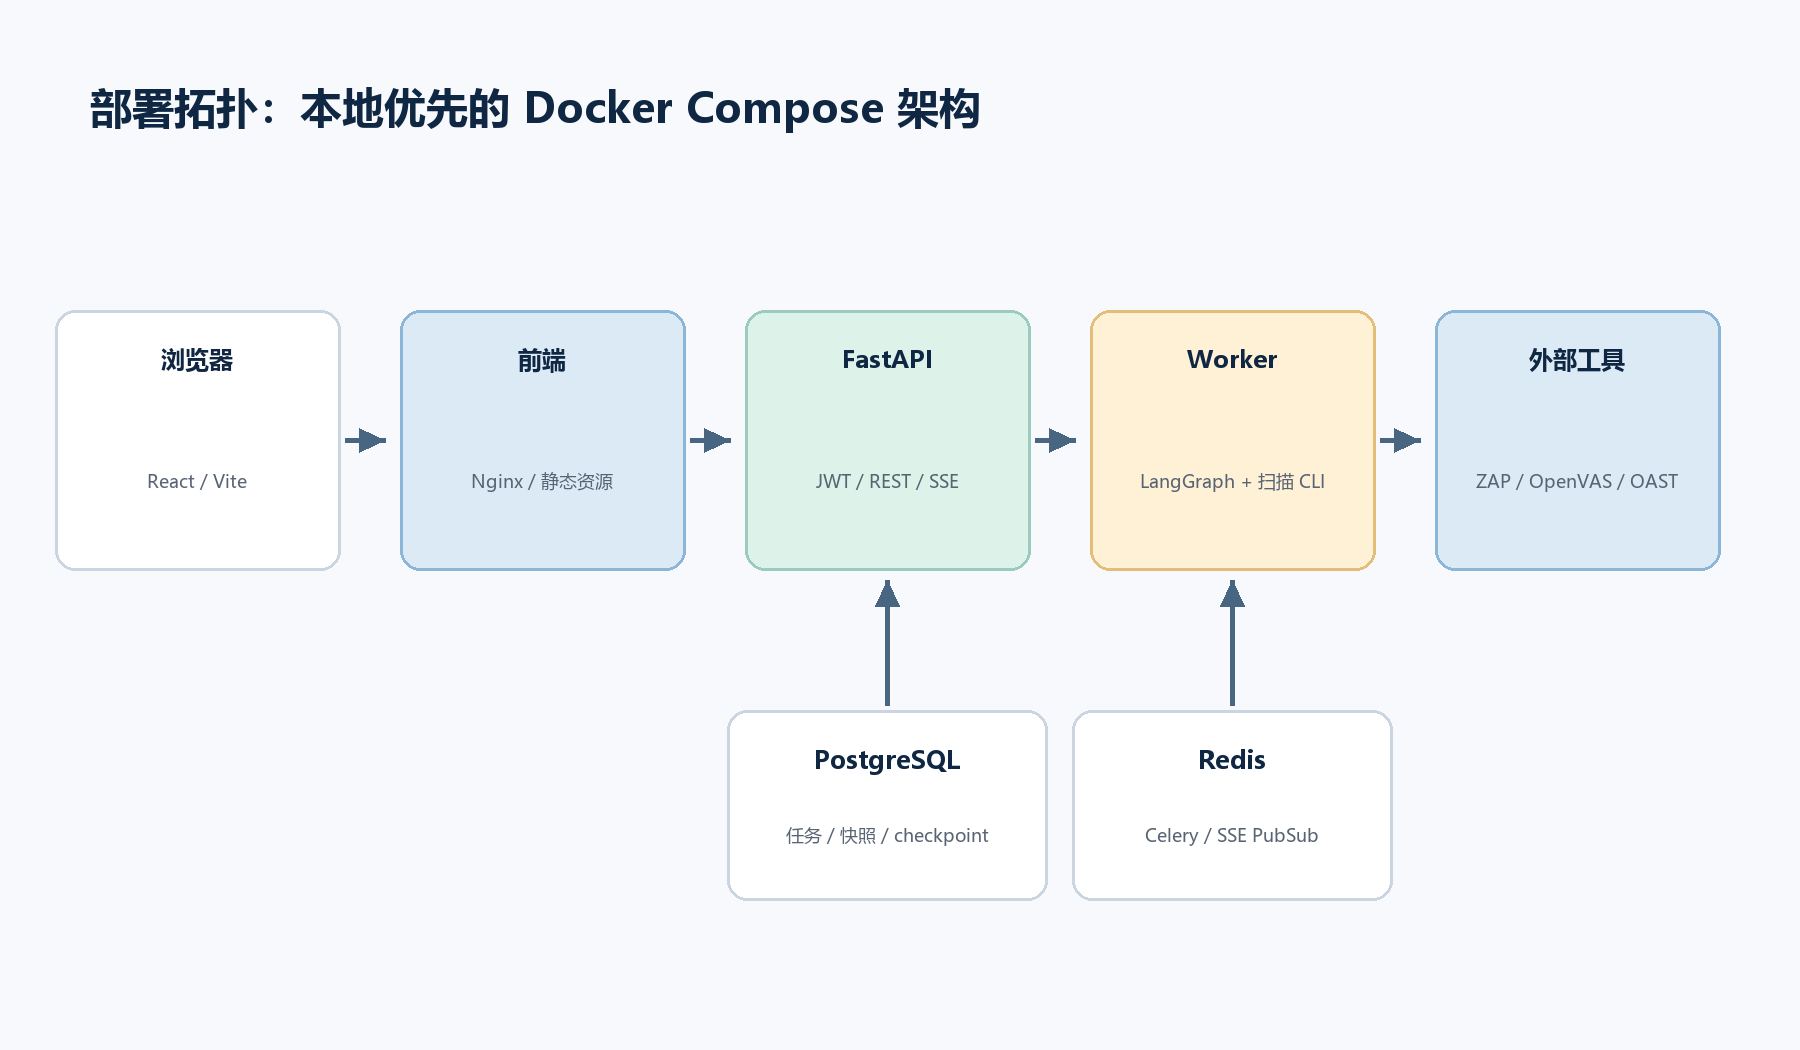 部署拓扑：本地优先的 Docker Compose 架构
浏览器
React / Vite
前端
Nginx / 静态资源
FastAPI
JWT / REST / SSE
Worker
LangGraph + 扫描 CLI
外部工具
ZAP / OpenVAS / OAST
PostgreSQL
任务 / 快照 / checkpoint
Redis
Celery / SSE PubSub